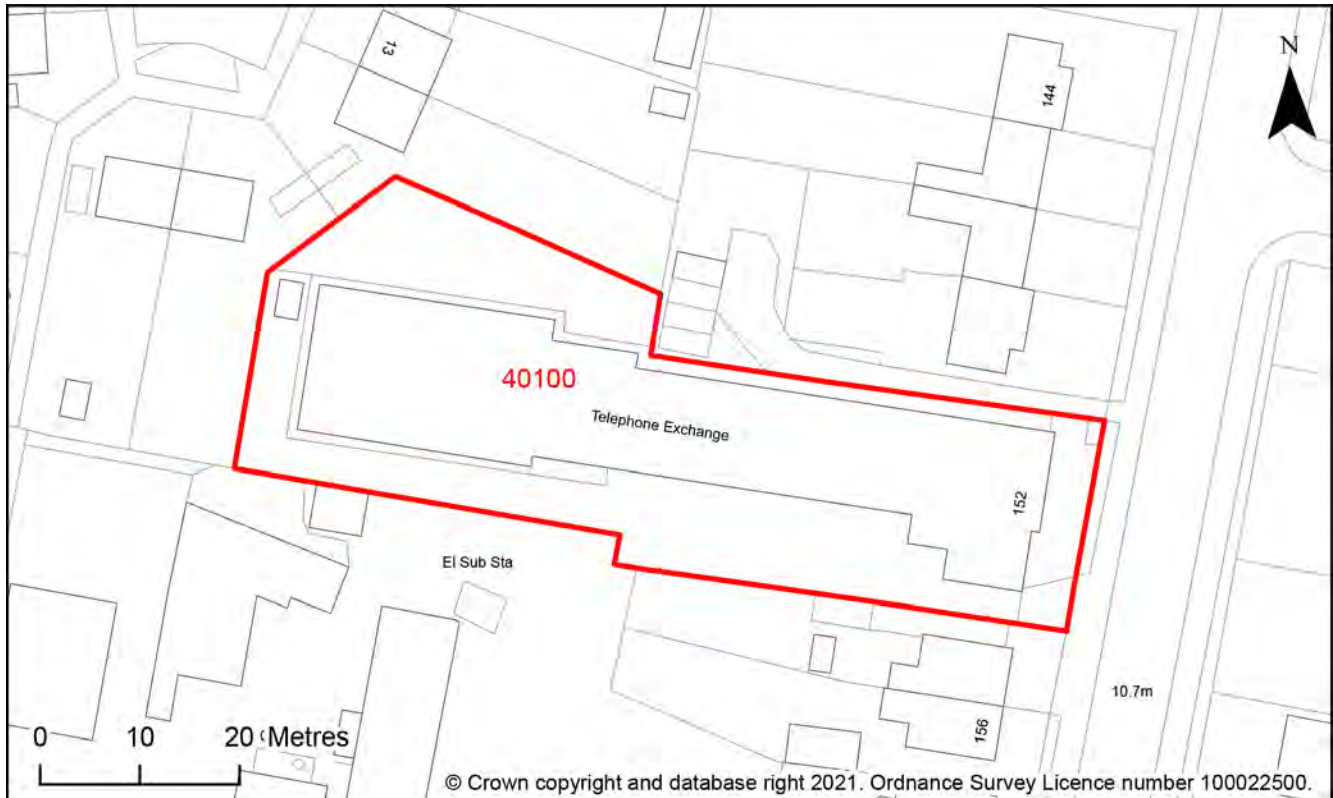 13
N
144
40100
Telephone Exchange
152
El Sub Sta
10.7m
156
0 10 20 Metres
© Crown copyright and database right 2021. Ordnance Survey Licence number 100022500.